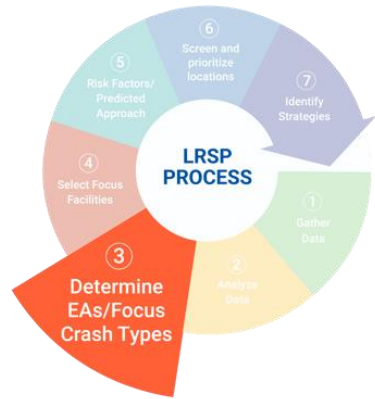 LRSP
PROCESS
1
Gather
Data
2
Analyze
Data
3
Determine
EAs/Focus
Crash Types
4
Select Focus
Facilities
5
Risk Factors/
Predicted
Approach
6
Screen and
prioritize
locations
7
Identify
Strategies